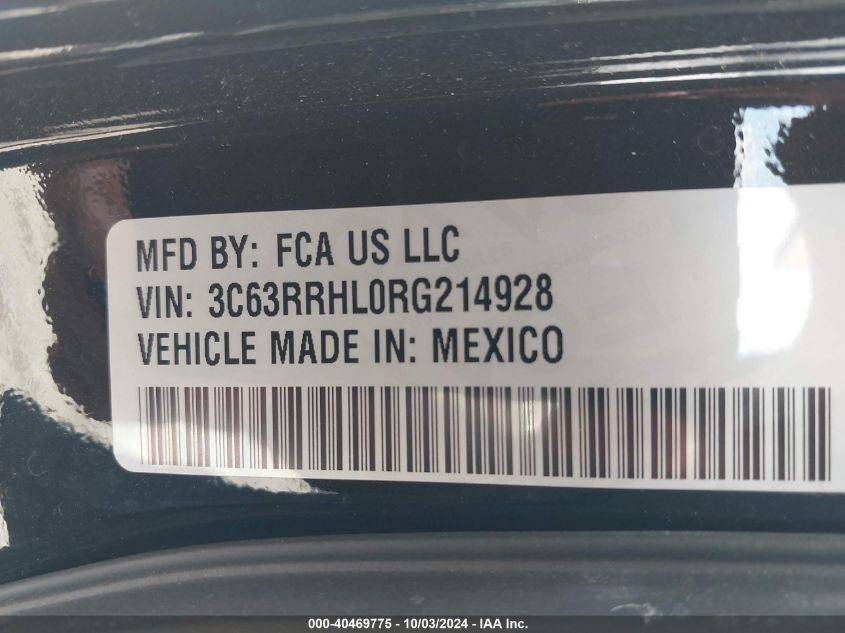 MFD BY: FCA US LLC
VIN: 3C63RRHL0RG214928
VEHICLE MADE IN: MEXICO
000-40469775 - 10/03/2024 - IAA Inc.